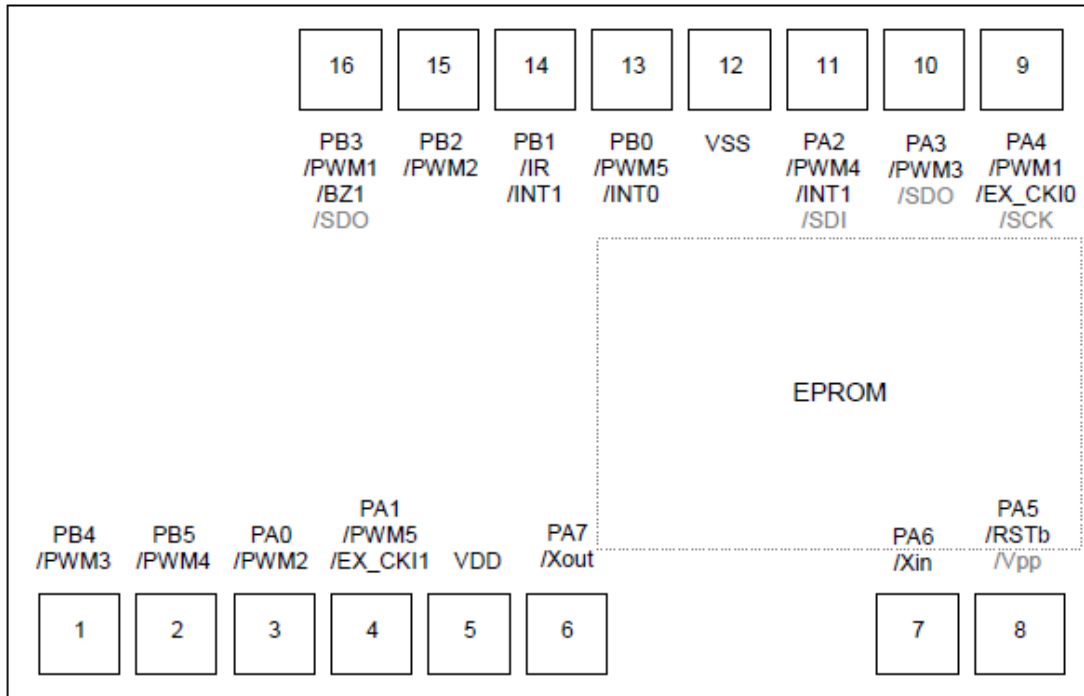 16 15 14 13 12 11 10 9
PB3
/PWM1
/BZ1
/SDO
PB2
/PWM2
PB1
/IR
/INT1
PB0
/PWM5
/INT0
VSS
PA2
/PWM4
/INT1
/SDI
PA3
/PWM3
/SDO
PA4
/PWM1
/EX_CKI0
/SCK
EPROM
PB4
/PWM3
PB5
/PWM4
PA0
/PWM2
PA1
/PWM5
/EX_CKI1
VDD
PA7
/Xout
PA6
/Xin
PA5
/RSTb
/Vpp
1 2 3 4 5 6 7 8